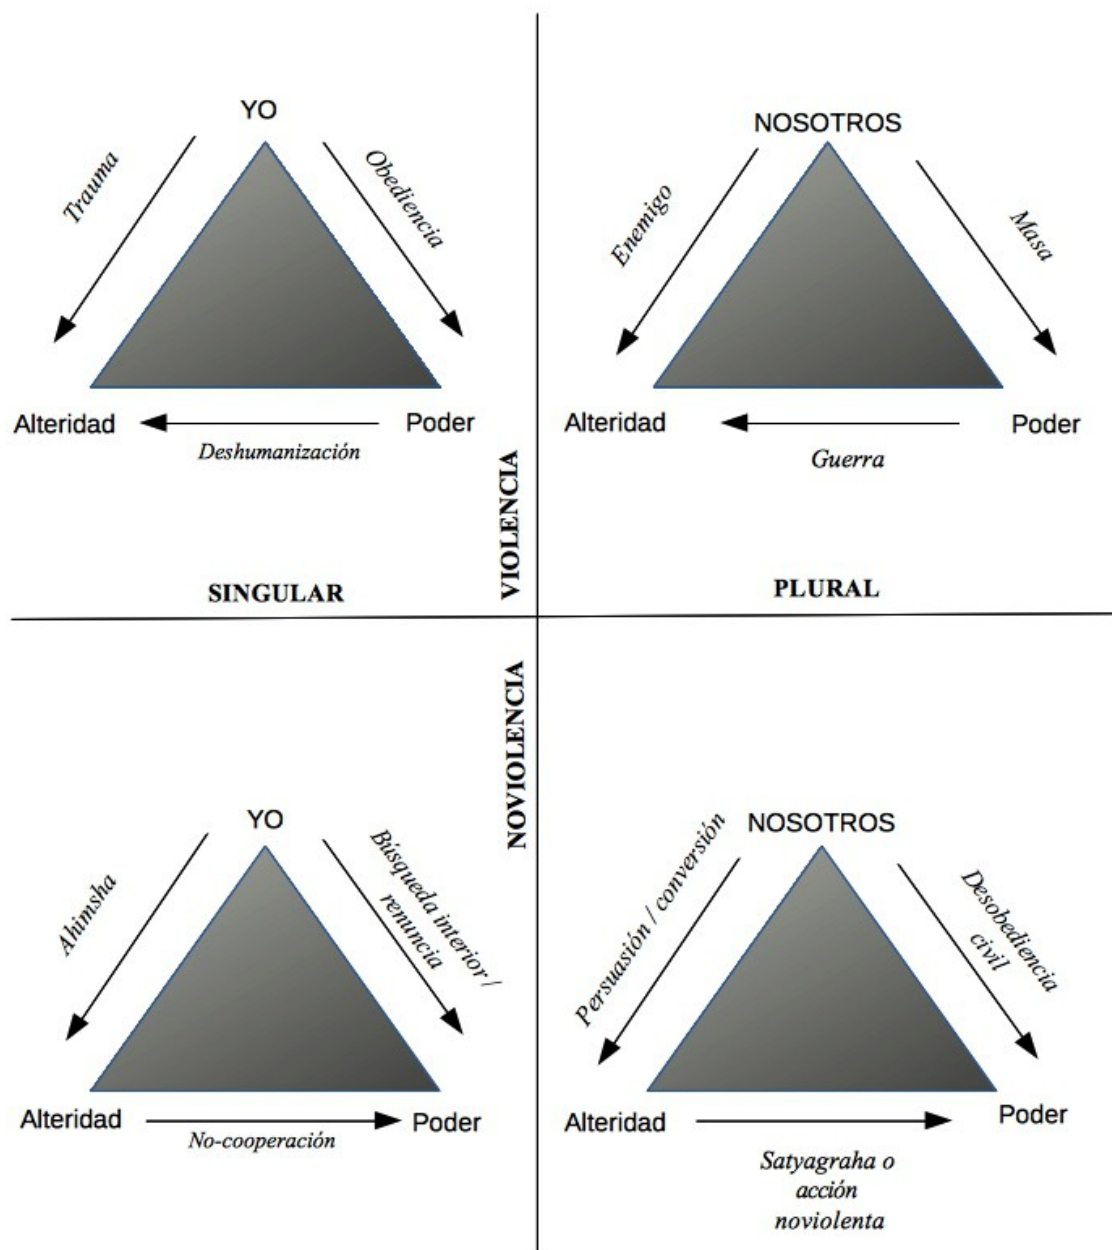 YO
Trauma
Obediencia
Alteridad
Poder
Deshumanización
NOSOTROS
Enemigo
Masa
Alteridad
Poder
Guerra
VIOLENCIA
SINGULAR
PLURAL
NOVIOLENCIA
YO
Ahimsha
Búsqueda interior /
renuncia
Alteridad
Poder
No-cooperación
NOSOTROS
Persuasión / conversión
Desobediencia
civil
Alteridad
Poder
Satyagraha o
acción
noviolenta